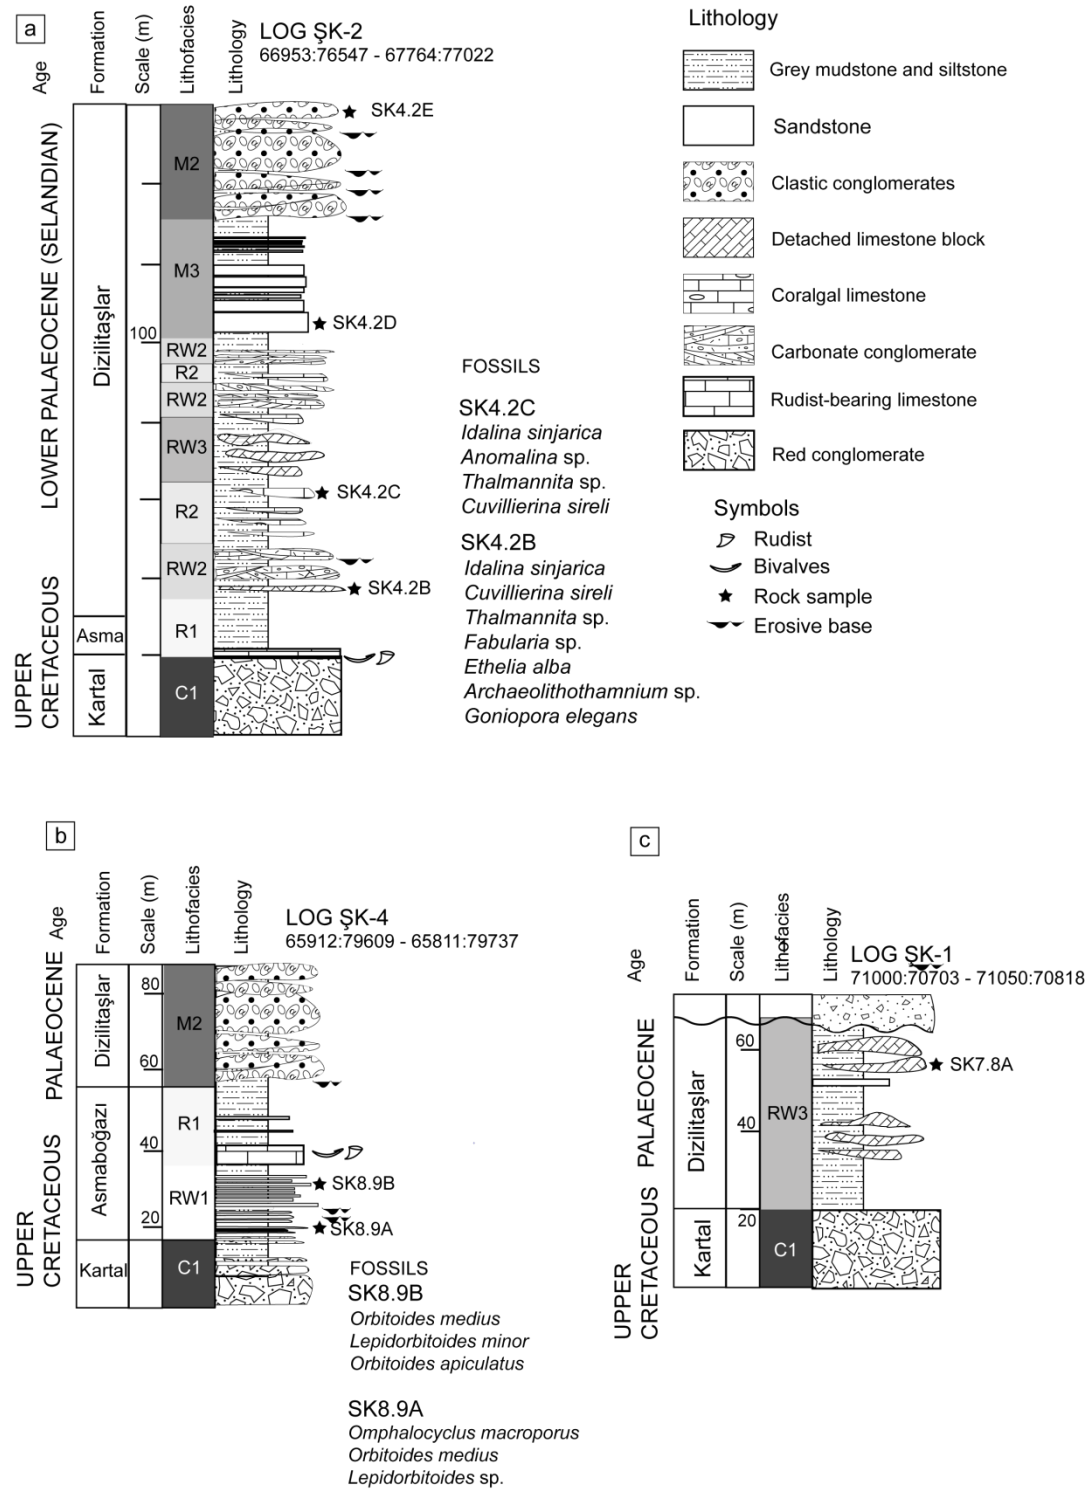 a
Age
Formation
Scale (m)
Lithofacies
Lithology
LOG ŞK-2
66953:76547 - 67764:77022
LOWER PALAEOCENE (SELANDIAN)
UPPER
CRETACEOUS
Dizilitaşlar
Asma
Kartal
100
M2
M3
RW2
R2
RW2
RW3
R2
RW2
R1
C1
SK4.2E
SK4.2D
SK4.2C
SK4.2B
FOSSILS
SK4.2C
Idalina sinjarica
Anomalina sp.
Thalmannita sp.
Cuvillierina sireli
SK4.2B
Idalina sinjarica
Cuvillierina sireli
Thalmannita sp.
Fabularia sp.
Ethelia alba
Archaeolithothamnium sp.
Goniopora elegans
Lithology
Grey mudstone and siltstone
Sandstone
Clastic conglomerates
Detached limestone block
Coralgal limestone
Carbonate conglomerate
Rudist-bearing limestone
Red conglomerate
Symbols
Rudist
Bivalves
Rock sample
Erosive base
b
Age
Formation
Scale (m)
Lithofacies
Lithology
LOG ŞK-4
65912:79609 - 65811:79737
PALAEOCENE
UPPER
CRETACEOUS
Dizilitaşlar
Asmaboğazı
Kartal
80
60
40
20
M2
R1
RW1
C1
SK8.9B
SK8.9A
FOSSILS
SK8.9B
Orbitoides medius
Lepidorbitoides minor
Orbitoides apiculatus
SK8.9A
Omphalocyclus macroporus
Orbitoides medius
Lepidorbitoides sp.
c
Age
Formation
Scale (m)
Lithofacies
Lithology
LOG ŞK-1
71000:70703 - 71050:70818
PALAEOCENE
UPPER
CRETACEOUS
Dizilitaşlar
Kartal
60
40
20
RW3
C1
SK7.8A